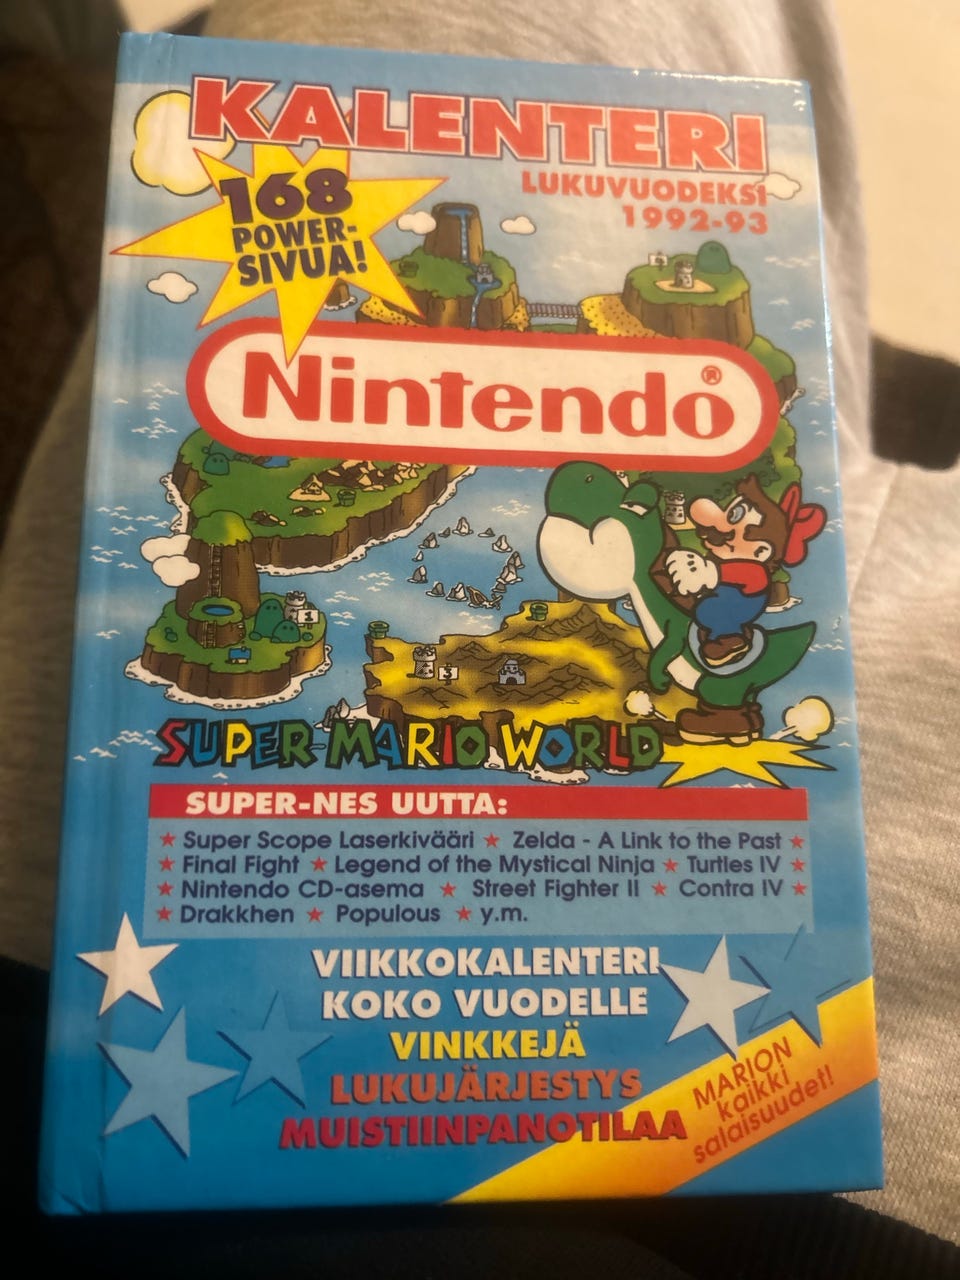 KALENTERI
LUKUVUODEKSI
1992-93
168
POWER-
SIVUA!
Nintendo®
1
3
SUPER MARIO WORLD
SUPER-NES UUTTA:
★ Super Scope Laserkivääri ★ Zelda - A Link to the Past ★
★ Final Fight ★ Legend of the Mystical Ninja ★ Turtles IV ★
★ Nintendo CD-asema ★ Street Fighter II ★ Contra IV ★
★ Drakkhen ★ Populous ★ y.m.
VIIKKOKALENTERI
KOKO VUODELLE
VINKKEJÄ
LUKUJÄRJESTYS
MUISTIINPANOTILAA
MARION
kaikki
salaisuudet!